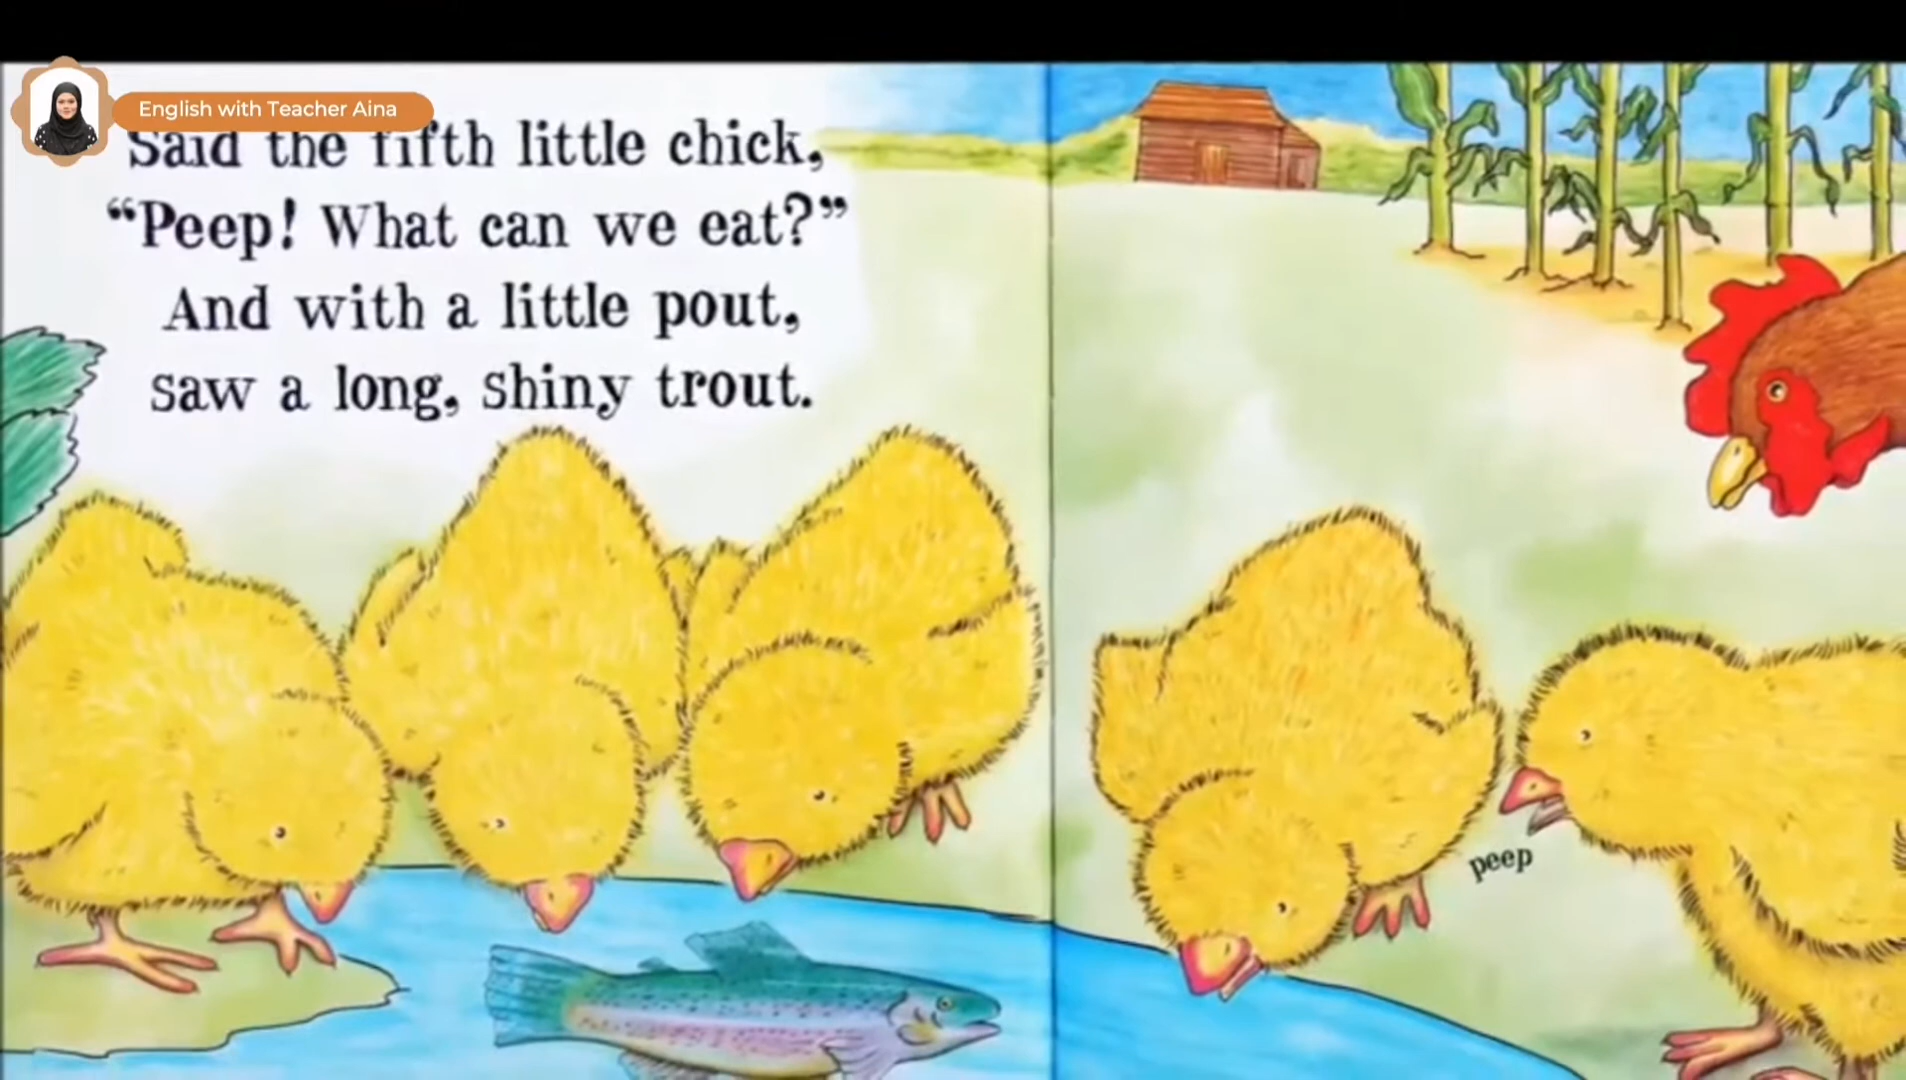 English with Teacher Aina
Said the fifth little chick,
“Peep! What can we eat?”
And with a little pout,
saw a long, shiny trout.
peep